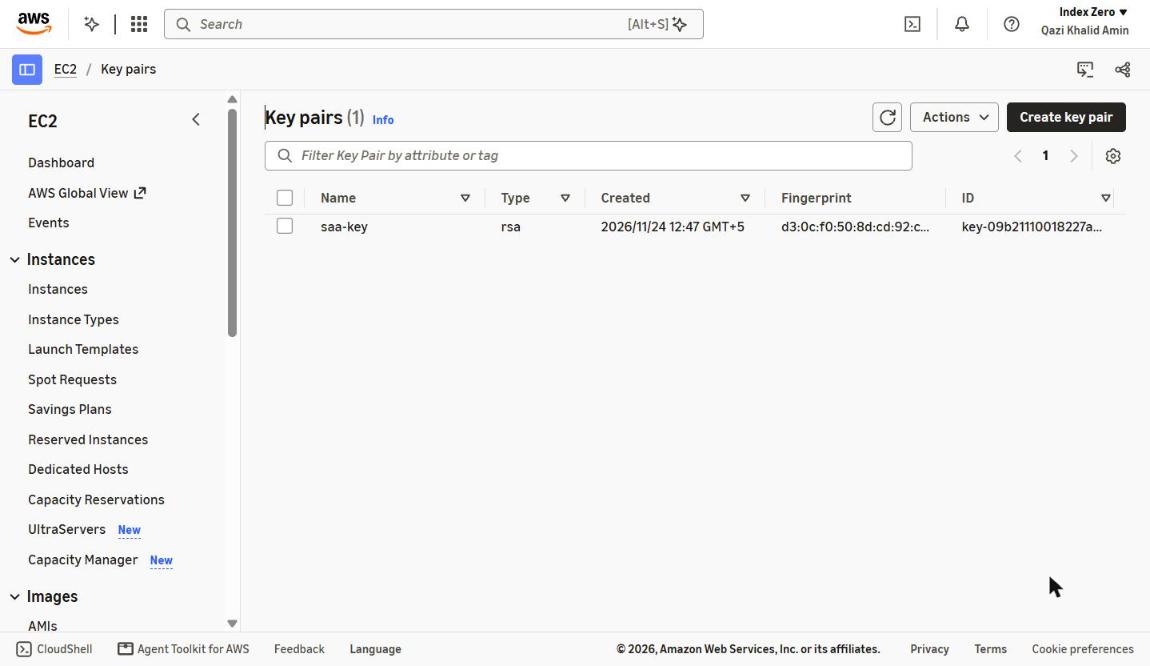 aws
Search [Alt+S]
Index Zero ▼
Qazi Khalid Amin
EC2 / Key pairs
EC2
Dashboard
AWS Global View
Events
Instances
Instances
Instance Types
Launch Templates
Spot Requests
Savings Plans
Reserved Instances
Dedicated Hosts
Capacity Reservations
UltraServers New
Capacity Manager New
Images
AMIs
Key pairs (1) Info
Actions
Create key pair
Filter Key Pair by attribute or tag
1
Name Type Created Fingerprint ID
saa-key rsa 2026/11/24 12:47 GMT+5 d3:0c:f0:50:8d:cd:92:c... key-09b21110018227a...
CloudShell Agent Toolkit for AWS Feedback Language © 2026, Amazon Web Services, Inc. or its affiliates. Privacy Terms Cookie preferences